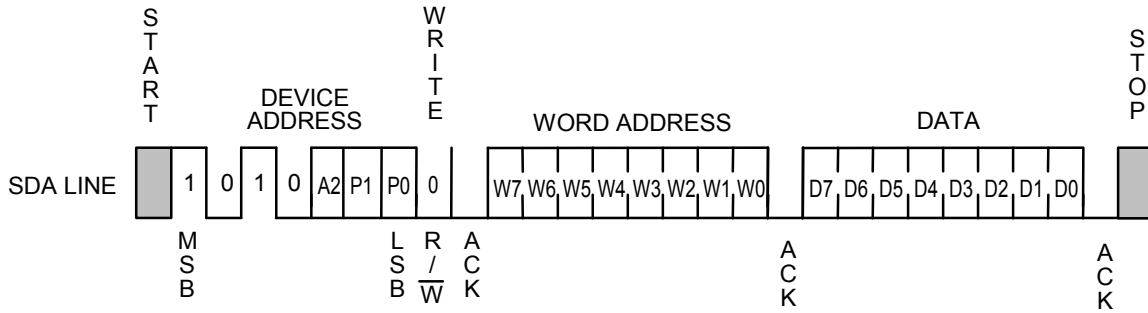 START
WRITE
STOP
DEVICE
ADDRESS
WORD ADDRESS
DATA
SDA LINE
1 0 1 0 A2 P1 P0 0 W7 W6 W5 W4 W3 W2 W1 W0 D7 D6 D5 D4 D3 D2 D1 D0
MSB
LSB
R/W
ACK
ACK
ACK